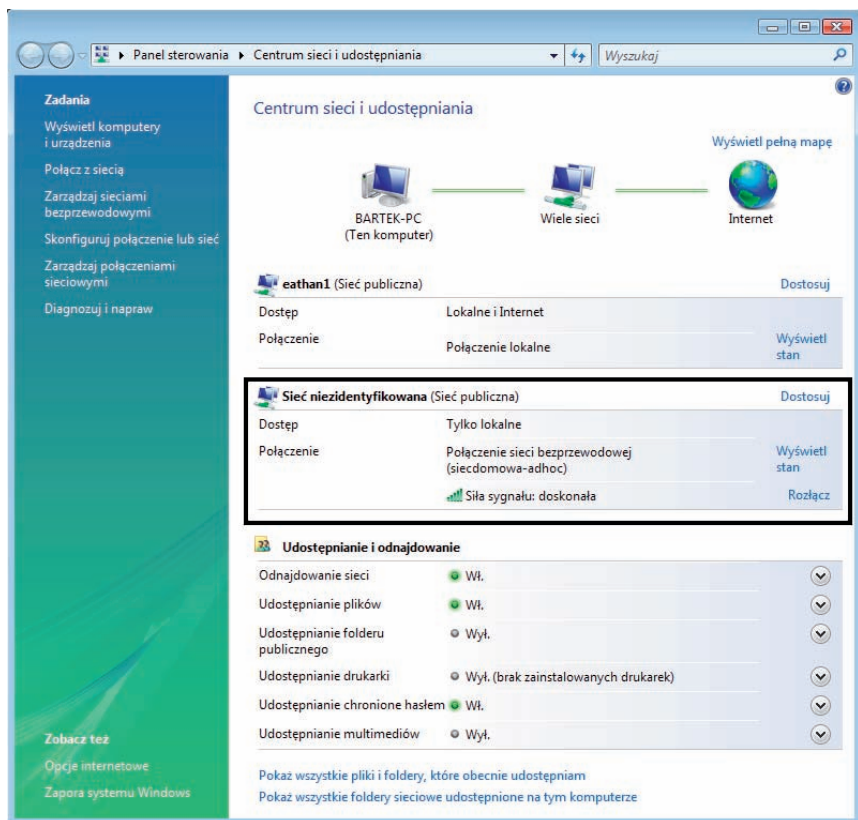 Panel sterowania ▸ Centrum sieci i udostępniania
Wyszukaj
Zadania
Wyświetl komputery
i urządzenia
Połącz z siecią
Zarządzaj sieciami
bezprzewodowymi
Skonfiguruj połączenie lub sieć
Zarządzaj połączeniami
sieciowymi
Diagnozuj i napraw
Centrum sieci i udostępniania
Wyświetl pełną mapę
BARTEK-PC
(Ten komputer)
Wiele sieci
Internet
eathan1 (Sieć publiczna) Dostosuj
Dostęp Lokalne i Internet
Połączenie Połączenie lokalne Wyświetl
stan
Sieć niezidentyfikowana (Sieć publiczna) Dostosuj
Dostęp Tylko lokalne
Połączenie Połączenie sieci bezprzewodowej Wyświetl
(siecdomowa-adhoc) stan
Siła sygnału: doskonała Rozłącz
Udostępnianie i odnajdowanie
Odnajdowanie sieci Wł.
Udostępnianie plików Wł.
Udostępnianie folderu Wył.
publicznego
Udostępnianie drukarki Wył. (brak zainstalowanych drukarek)
Udostępnianie chronione hasłem Wł.
Udostępnianie multimediów Wył.
Zobacz też
Opcje internetowe
Zapora systemu Windows
Pokaż wszystkie pliki i foldery, które obecnie udostępniam
Pokaż wszystkie foldery sieciowe udostępnione na tym komputerze